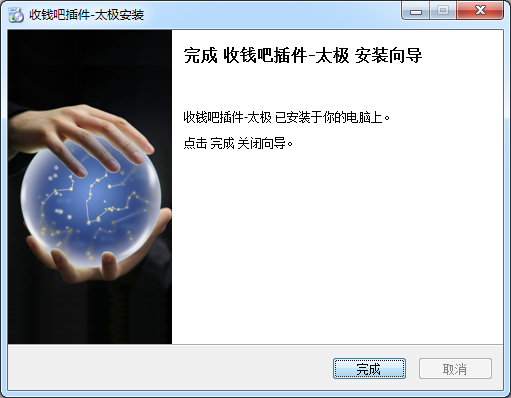 收钱吧插件-太极安装
完成 收钱吧插件-太极 安装向导
收钱吧插件-太极 已安装于你的电脑上。
点击 完成 关闭向导。
完成
取消